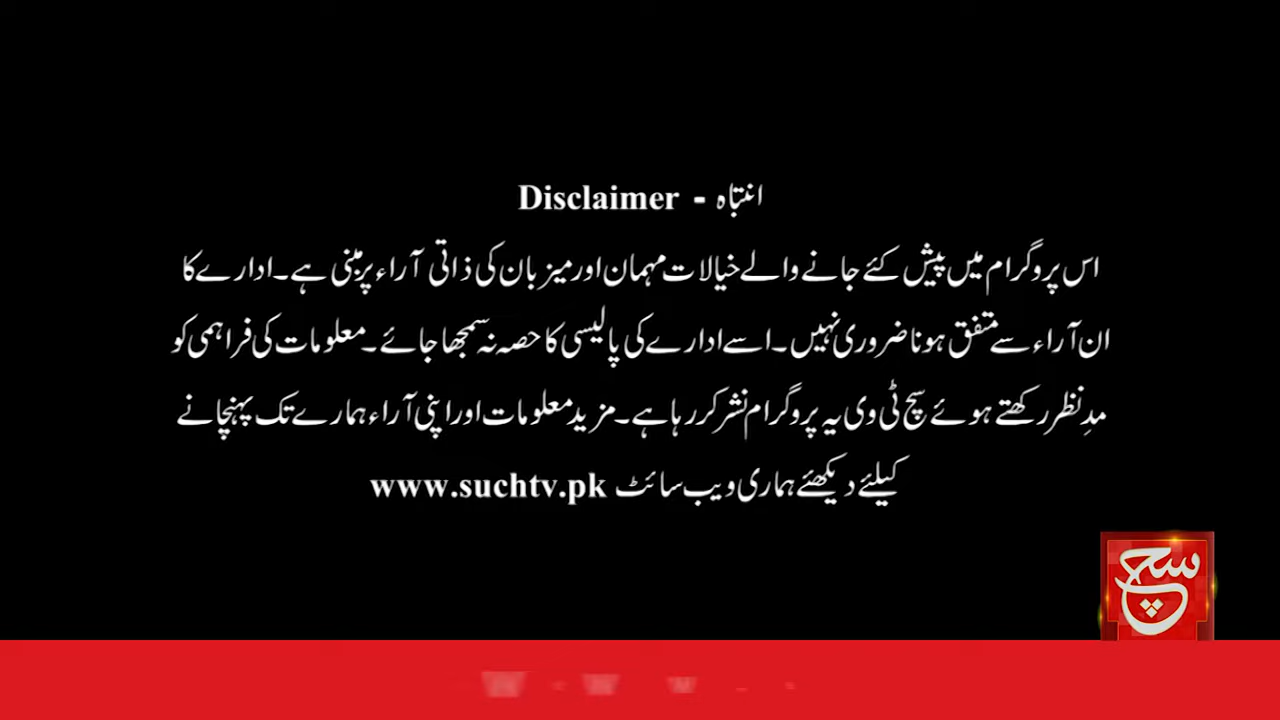 انتباہ - Disclaimer
اس پروگرام میں پیش کئے جانے والے خیالات مہمان اور میزبان کی ذاتی آراء پر مبنی ہے۔ ادارے کا
ان آراء سے متفق ہونا ضروری نہیں۔ اسے ادارے کی پالیسی کا حصہ نہ سمجھا جائے۔ معلومات کی فراہمی کو
مدِنظر رکھتے ہوئے سچ ٹی وی یہ پروگرام نشر کر رہا ہے۔ مزید معلومات اور اپنی آراء ہمارے تک پہنچانے
کیلئے دیکھئے ہماری ویب سائٹ www.suchtv.pk
سچ